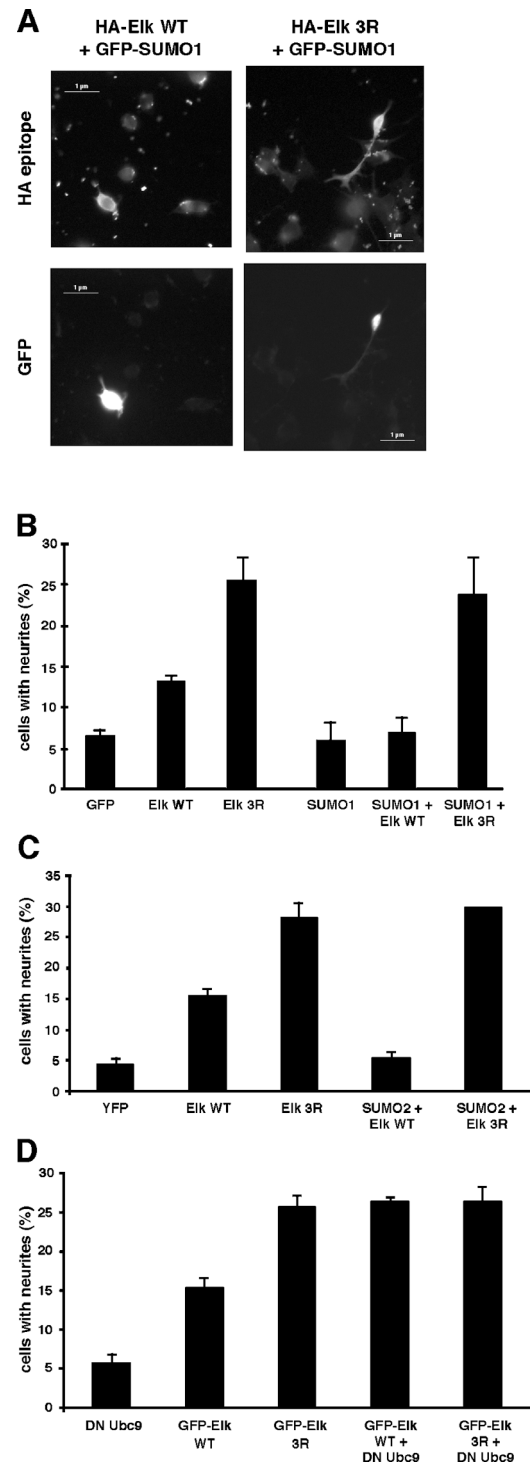 A
HA-Elk WT
+ GFP-SUMO1
HA-Elk 3R
+ GFP-SUMO1
HA epitope
1 μm
1 μm
GFP
1 μm
1 μm
B
cells with neurites (%)
30
25
20
15
10
5
0
GFP
Elk WT
Elk 3R
SUMO1
SUMO1 +
Elk WT
SUMO1 +
Elk 3R
C
cells with neurites (%)
35
30
25
20
15
10
5
0
YFP
Elk WT
Elk 3R
SUMO2 +
Elk WT
SUMO2 +
Elk 3R
D
cells with neurites (%)
30
25
20
15
10
5
0
DN Ubc9
GFP-Elk
WT
GFP-Elk
3R
GFP-Elk
WT +
DN Ubc9
GFP-Elk
3R +
DN Ubc9